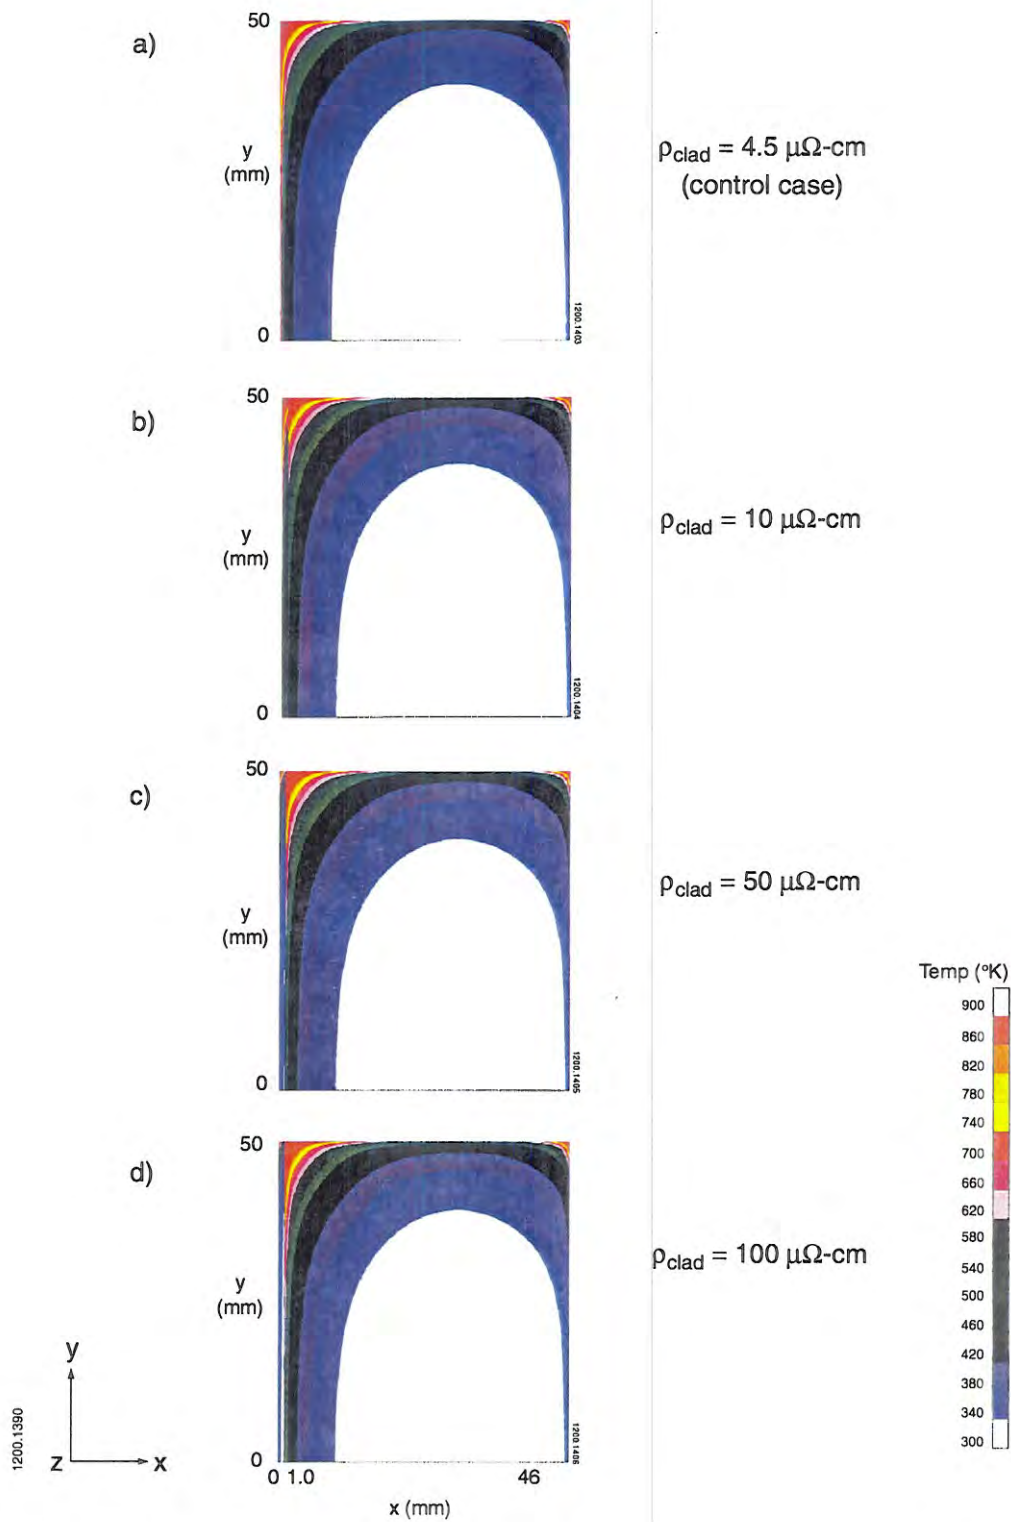 50
a)
y
(mm)
ρclad = 4.5 μΩ-cm
(control case)
1200.1403
0
50
b)
y
(mm)
ρclad = 10 μΩ-cm
1200.1404
0
50
c)
y
(mm)
ρclad = 50 μΩ-cm
1200.1405
0
Temp (°K)
900
860
820
780
740
700
660
620
580
540
500
460
420
380
340
300
50
d)
y
(mm)
ρclad = 100 μΩ-cm
1200.1406
0
y
z
x
1200.1390
0 1.0 46
x (mm)